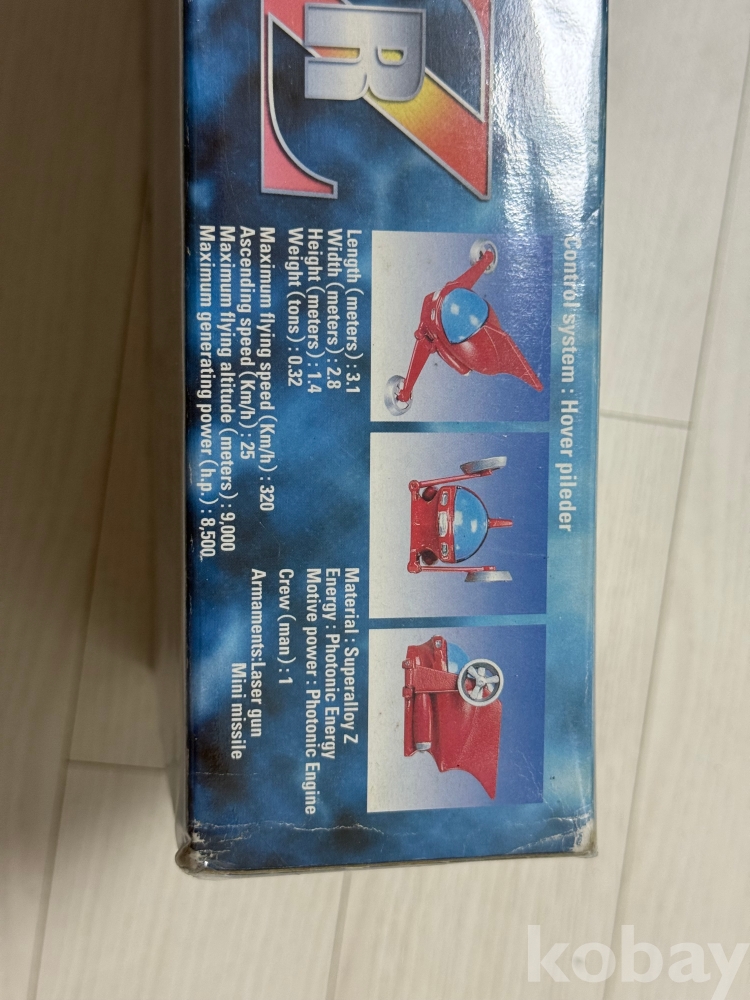 R
Control system : Hover pileder
Length (meters) : 3.1
Width (meters) : 2.8
Height (meters) : 1.4
Weight (tons) : 0.32
Maximum flying speed (Km/h) : 320
Ascending speed (Km/h) : 25
Maximum flying altitude (meters) : 9,000
Maximum generating power (h.p.) : 8,500
Material : Superalloy Z
Energy : Photonic Energy
Motive power : Photonic Engine
Crew (man) : 1
Armaments:Laser gun
Mini missile
kobay